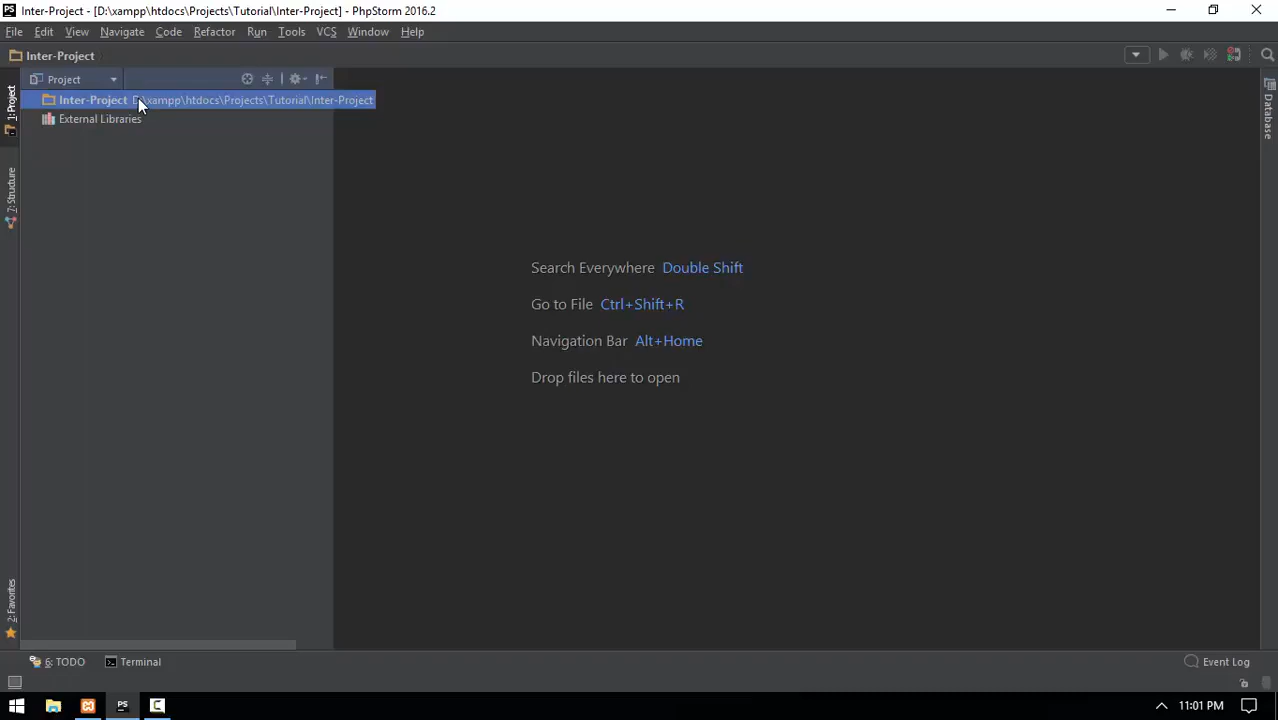 PS Inter-Project - [D:\xampp\htdocs\Projects\Tutorial\Inter-Project] - PhpStorm 2016.2
File Edit View Navigate Code Refactor Run Tools VCS Window Help
Inter-Project
1: Project
Project
Inter-Project D:\xampp\htdocs\Projects\Tutorial\Inter-Project
External Libraries
Database
7: Structure
Search Everywhere Double Shift
Go to File Ctrl+Shift+R
Navigation Bar Alt+Home
Drop files here to open
2: Favorites
6: TODO Terminal Event Log
PS C 11:01 PM